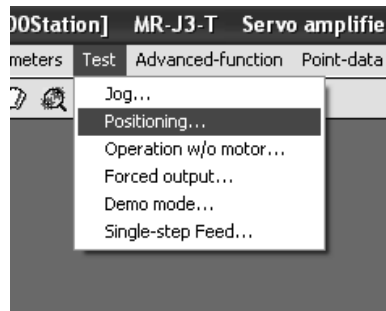 00Station] MR-J3-T Servo amplifie
meters Test Advanced-function Point-data
Jog...
Positioning...
Operation w/o motor...
Forced output...
Demo mode...
Single-step Feed...